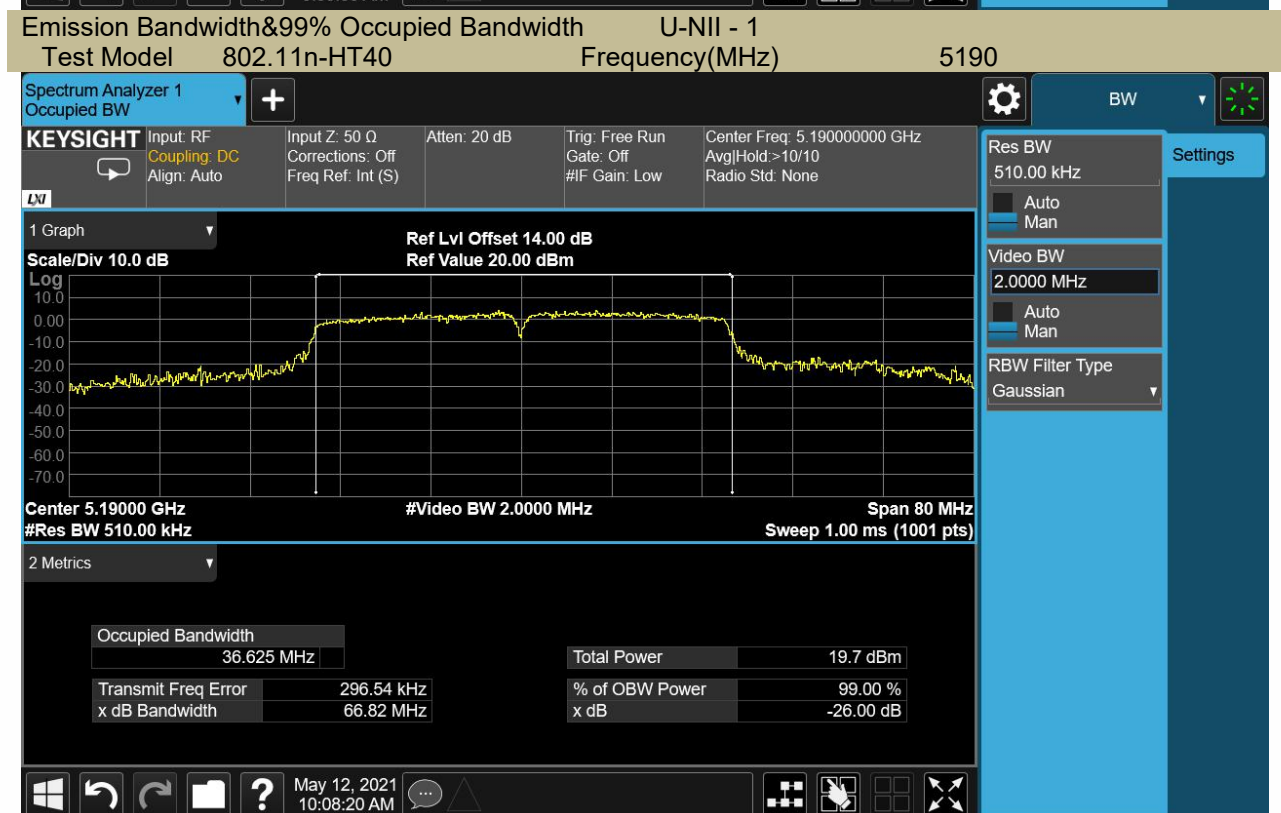 Emission Bandwidth&99% Occupied Bandwidth U-NII - 1
Test Model 802.11n-HT40 Frequency(MHz) 5190
Spectrum Analyzer 1
Occupied BW
+
BW
KEYSIGHT
LXI
Input: RF
Coupling: DC
Align: Auto
Input Z: 50 Ω
Corrections: Off
Freq Ref: Int (S)
Atten: 20 dB
Trig: Free Run
Gate: Off
#IF Gain: Low
Center Freq: 5.190000000 GHz
Avg|Hold:>10/10
Radio Std: None
Res BW
510.00 kHz
Auto
Man
Video BW
2.0000 MHz
Auto
Man
RBW Filter Type
Gaussian
Settings
1 Graph
Scale/Div 10.0 dB
Ref Lvl Offset 14.00 dB
Ref Value 20.00 dBm
Log
10.0
0.00
-10.0
-20.0
-30.0
-40.0
-50.0
-60.0
-70.0
Center 5.19000 GHz #Video BW 2.0000 MHz Span 80 MHz
#Res BW 510.00 kHz Sweep 1.00 ms (1001 pts)
2 Metrics
Occupied Bandwidth
36.625 MHz
Total Power 19.7 dBm
Transmit Freq Error 296.54 kHz % of OBW Power 99.00 %
x dB Bandwidth 66.82 MHz x dB -26.00 dB
?
May 12, 2021
10:08:20 AM